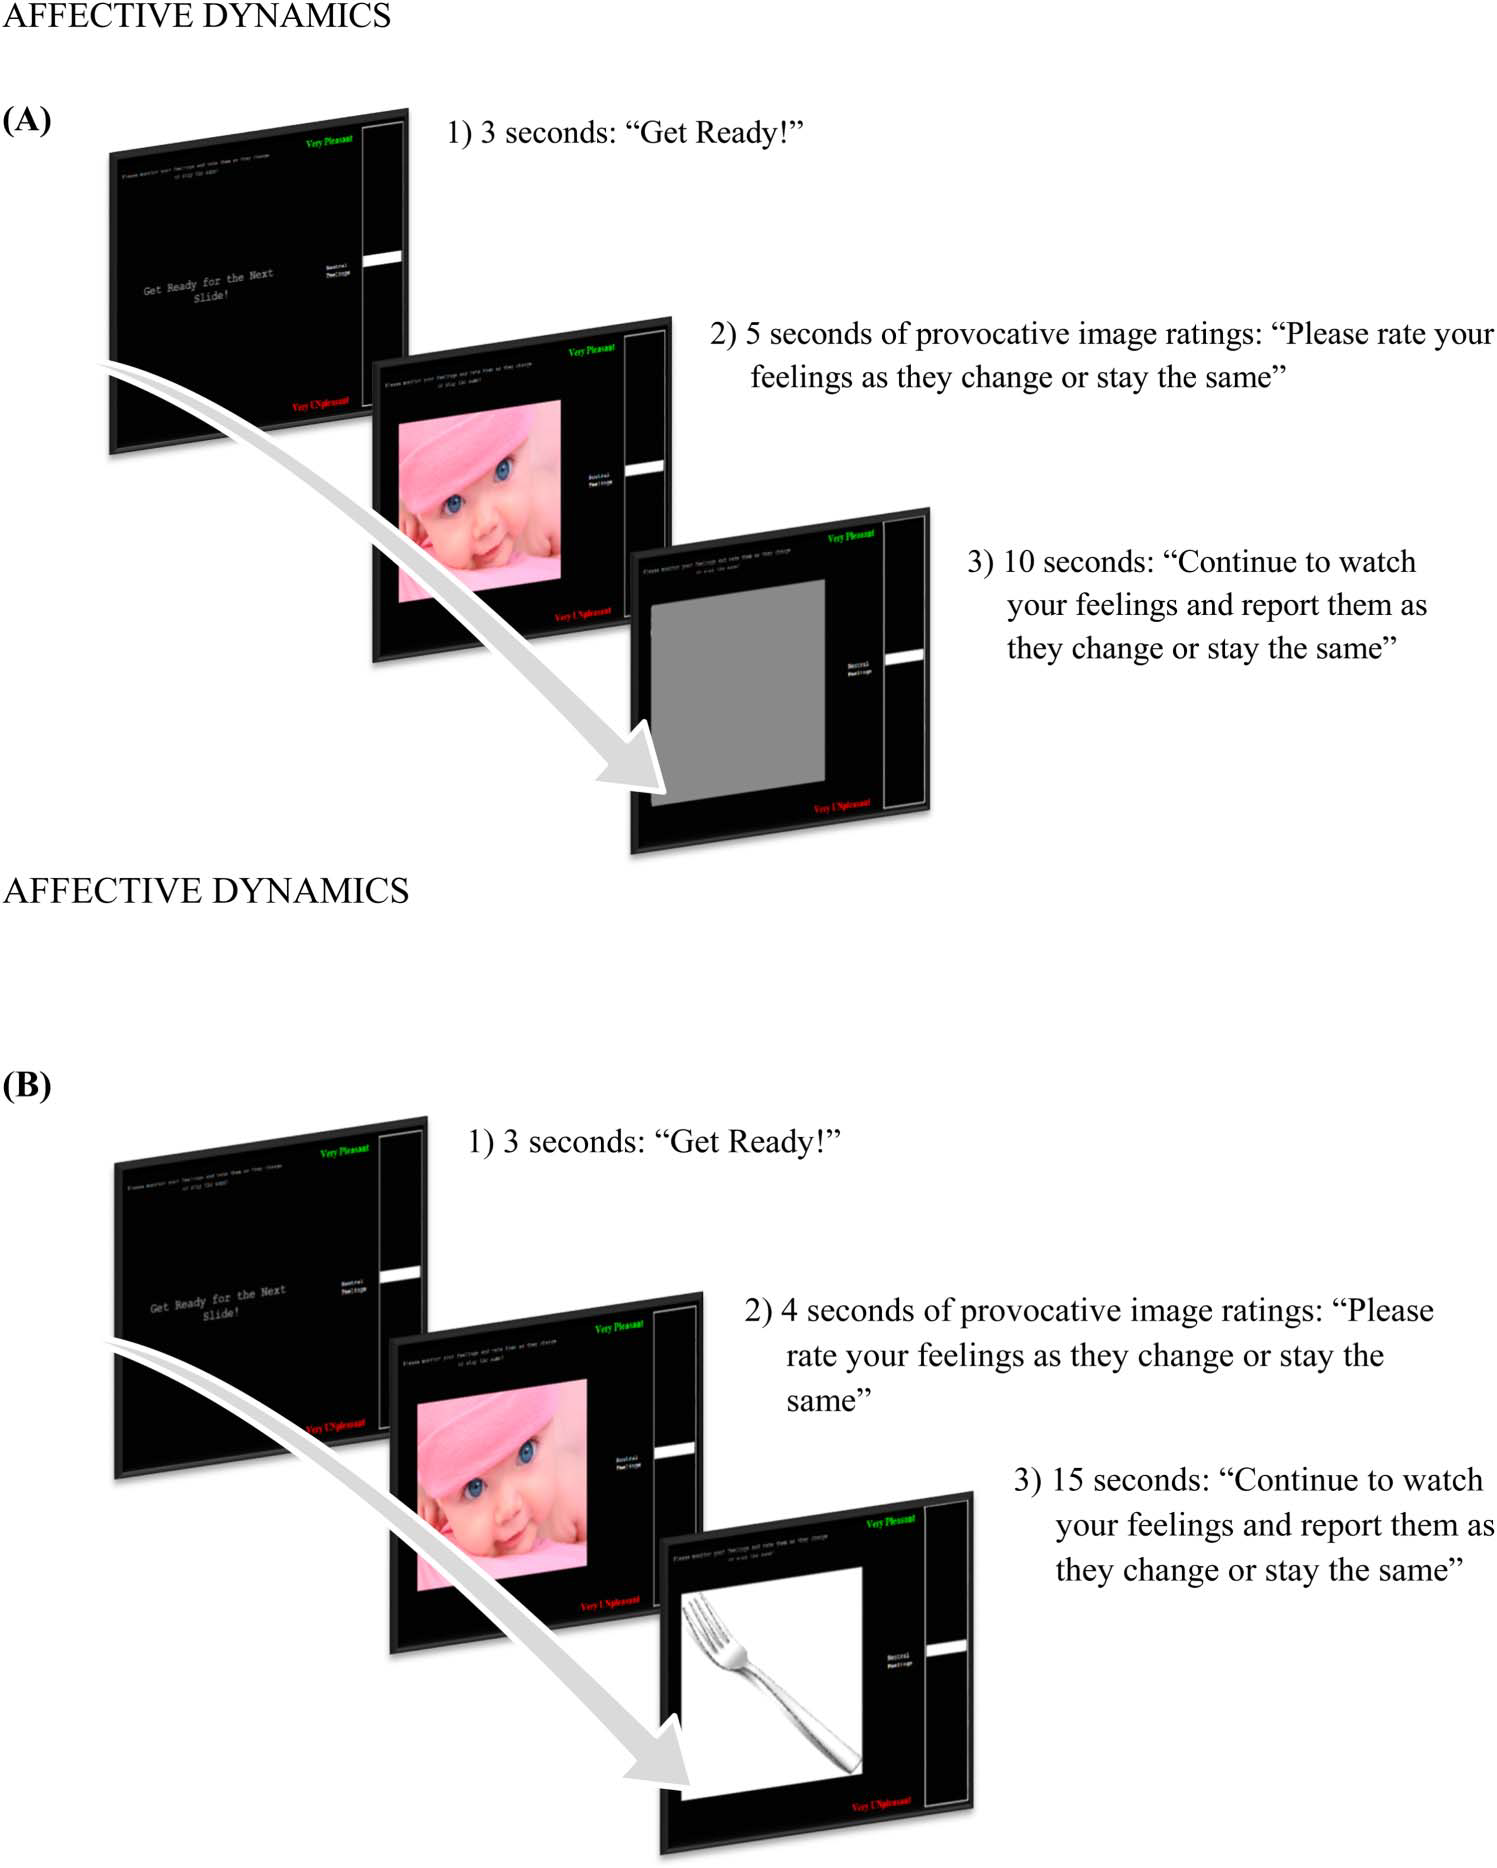 AFFECTIVE DYNAMICS
(A)
1) 3 seconds: “Get Ready!”
Very Pleasant
Please monitor your feelings and rate them as they change
or stay the same!
Get Ready for the Next
Slide!
Neutral
Feelings
Very UNpleasant
2) 5 seconds of provocative image ratings: “Please rate your
feelings as they change or stay the same”
Very Pleasant
Please monitor your feelings and rate them as they change
or stay the same!
Neutral
Feelings
Very UNpleasant
3) 10 seconds: “Continue to watch
your feelings and report them as
they change or stay the same”
Very Pleasant
Please monitor your feelings and rate them as they change
or stay the same!
Neutral
Feelings
Very UNpleasant
AFFECTIVE DYNAMICS
(B)
1) 3 seconds: “Get Ready!”
Very Pleasant
Please monitor your feelings and rate them as they change
or stay the same!
Get Ready for the Next
Slide!
Neutral
Feelings
Very UNpleasant
2) 4 seconds of provocative image ratings: “Please
rate your feelings as they change or stay the
same”
Very Pleasant
Please monitor your feelings and rate them as they change
or stay the same!
Neutral
Feelings
Very UNpleasant
3) 15 seconds: “Continue to watch
your feelings and report them as
they change or stay the same”
Very Pleasant
Please monitor your feelings and rate them as they change
or stay the same!
Neutral
Feelings
Very UNpleasant